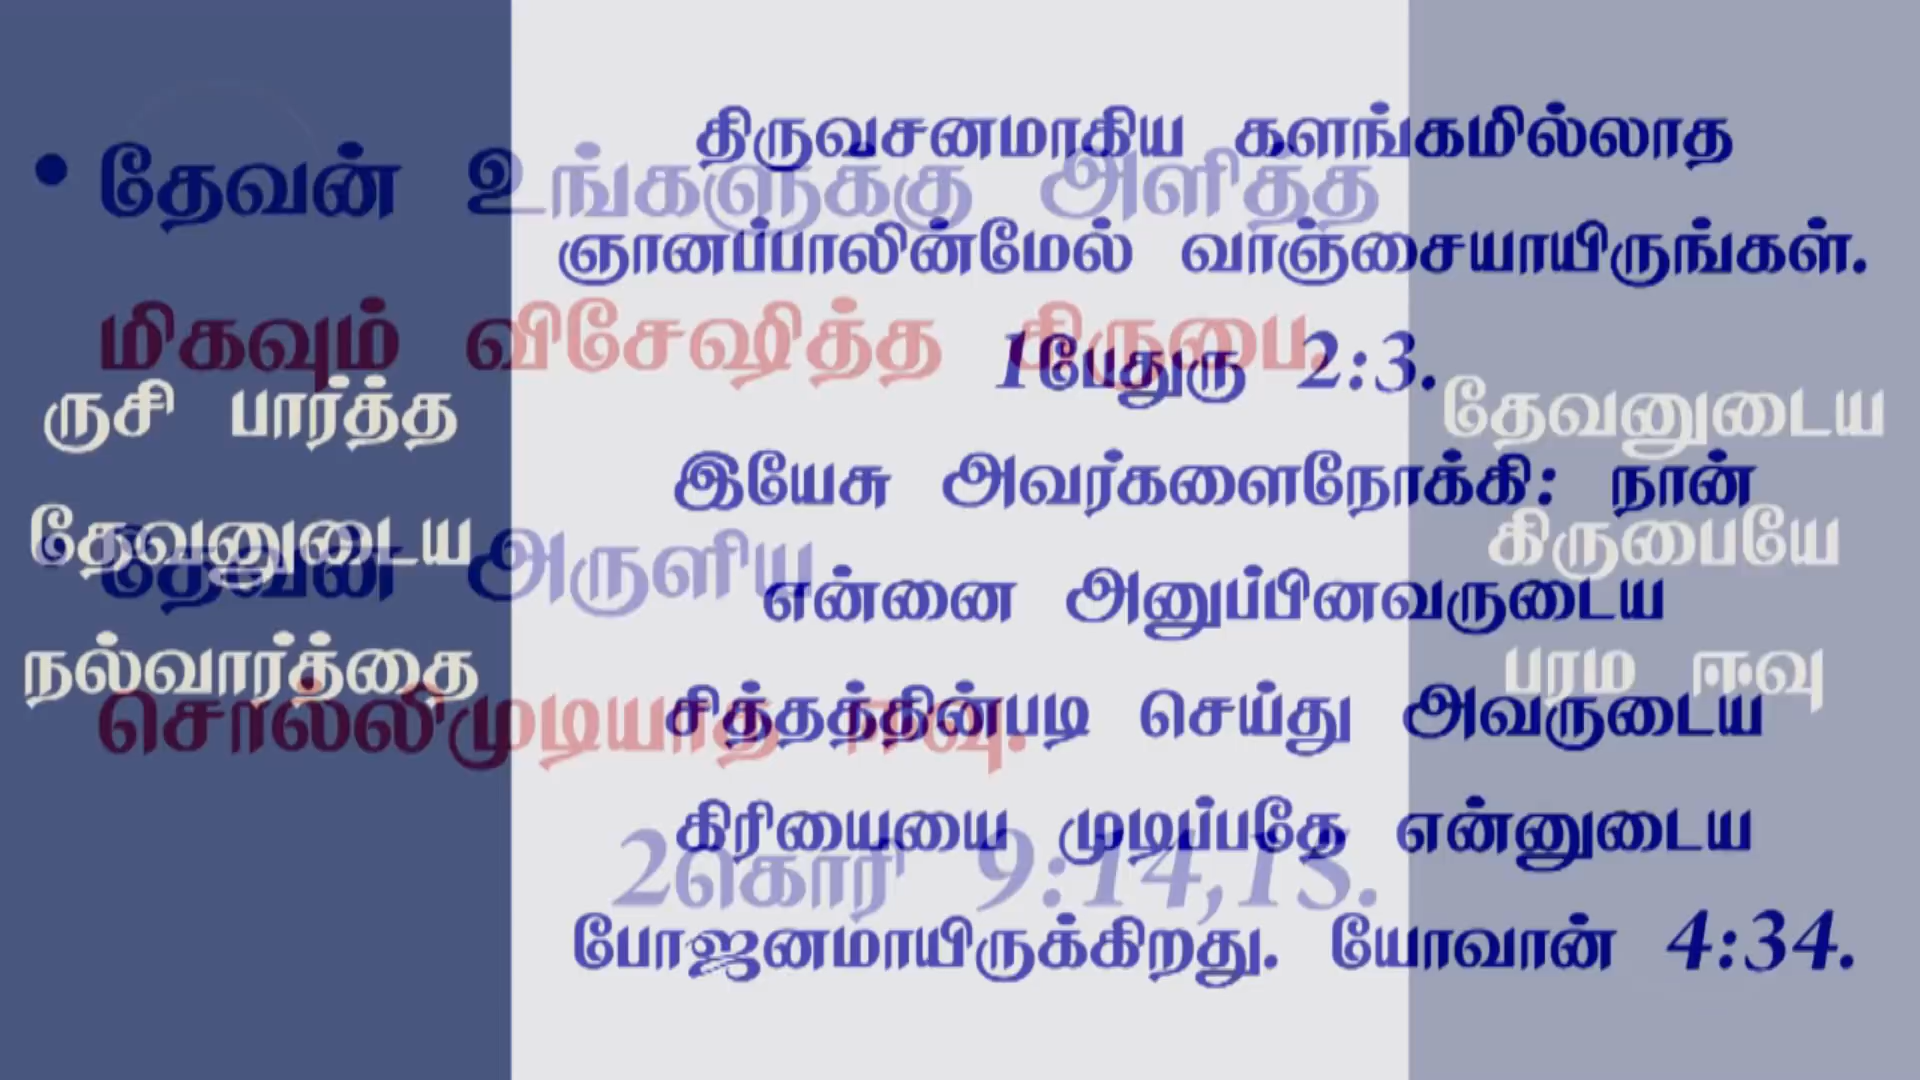 ருசி பார்த்த
தேவனுடைய
நல்வார்த்தை
திருவசனமாகிய களங்கமில்லாத
ஞானப்பாலின்மேல் வாஞ்சையாயிருங்கள்.
1பேதுரு 2:3.
இயேசு அவர்களைநோக்கி: நான்
என்னை அனுப்பினவருடைய
சித்தத்தின்படி செய்து அவருடைய
கிரியையை முடிப்பதே என்னுடைய
போஜனமாயிருக்கிறது. யோவான் 4:34.
• தேவன் உங்களுக்கு அளித்த
மிகவும் விசேஷித்த கிருபை,
• தேவன் அருளிய
சொல்லிமுடியாத ஈவு.
2கொரி 9:14,15.
தேவனுடைய
கிருபையே
பரம ஈவு